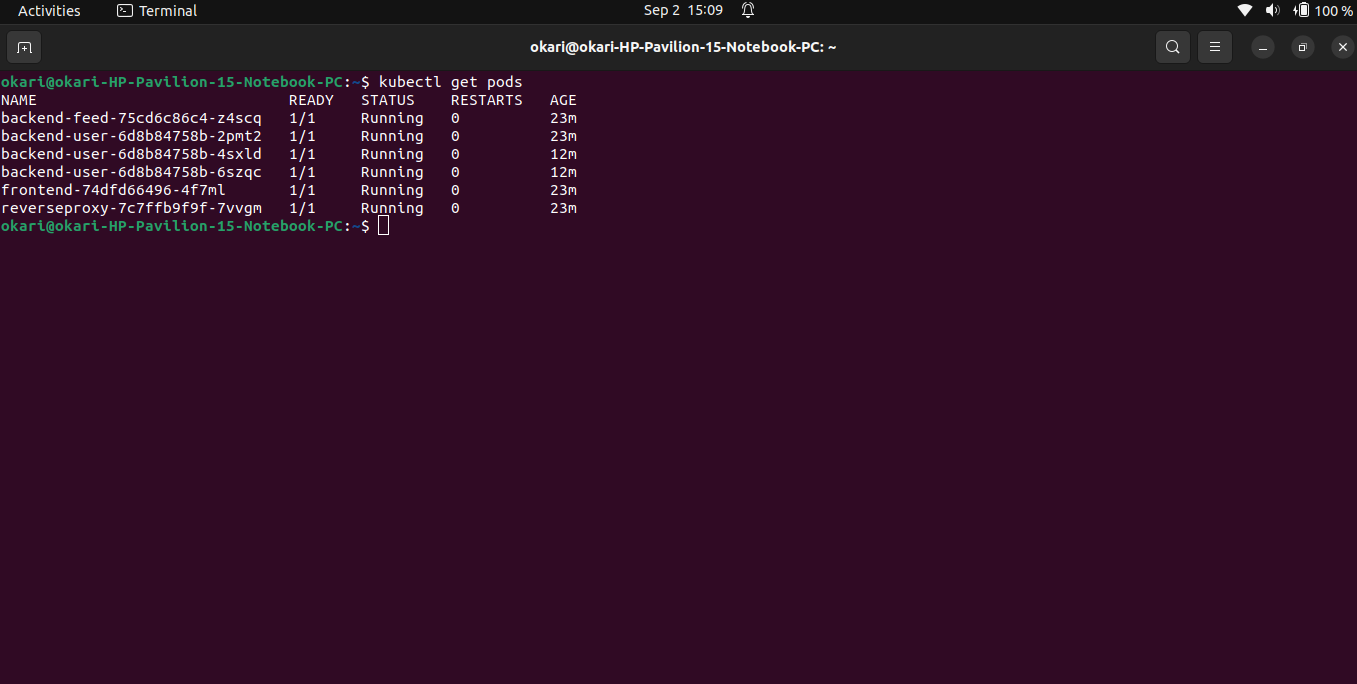 Activities Terminal Sep 2 15:09 100 %
okari@okari-HP-Pavilion-15-Notebook-PC: ~
okari@okari-HP-Pavilion-15-Notebook-PC:~$ kubectl get pods
NAME READY STATUS RESTARTS AGE
backend-feed-75cd6c86c4-z4scq 1/1 Running 0 23m
backend-user-6d8b84758b-2pmt2 1/1 Running 0 23m
backend-user-6d8b84758b-4sxld 1/1 Running 0 12m
backend-user-6d8b84758b-6szqc 1/1 Running 0 12m
frontend-74dfd66496-4f7ml 1/1 Running 0 23m
reverseproxy-7c7ffb9f9f-7vvgm 1/1 Running 0 23m
okari@okari-HP-Pavilion-15-Notebook-PC:~$